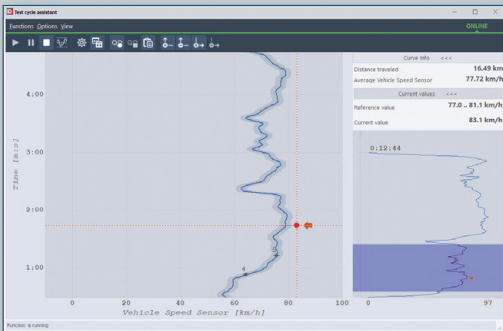 Test cycle assistant
Functions Options View
ONLINE
Curve info <<<
Distance traveled 16.49 km
Average Vehicle Speed Sensor 77.72 km/h
Current values <<<
Reference value 77.0 .. 81.1 km/h
Current value 83.1 km/h
0:12:44
0 97
Time [m:s]
4:00
3:00
2:00
1:00
4
0 20 40 60 80 100
Vehicle Speed Sensor [km/h]
Function is running